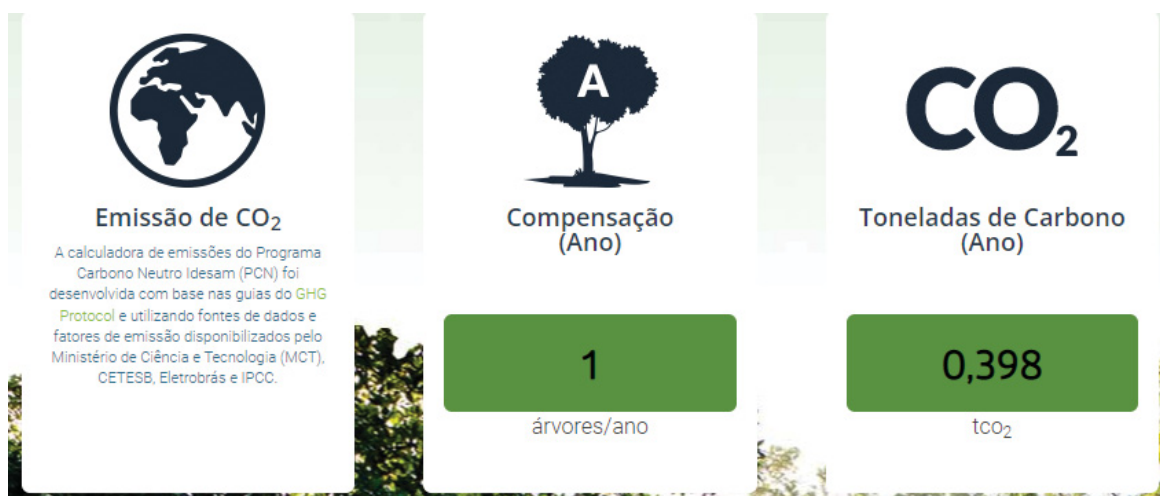 Emissão de CO₂
A calculadora de emissões do Programa
Carbono Neutro Idesam (PCN) foi
desenvolvida com base nas guias do GHG
Protocol e utilizando fontes de dados e
fatores de emissão disponibilizados pelo
Ministério de Ciência e Tecnologia (MCT),
CETESB, Eletrobrás e IPCC.
A
Compensação
(Ano)
1
árvores/ano
CO₂
Toneladas de Carbono
(Ano)
0,398
tco₂